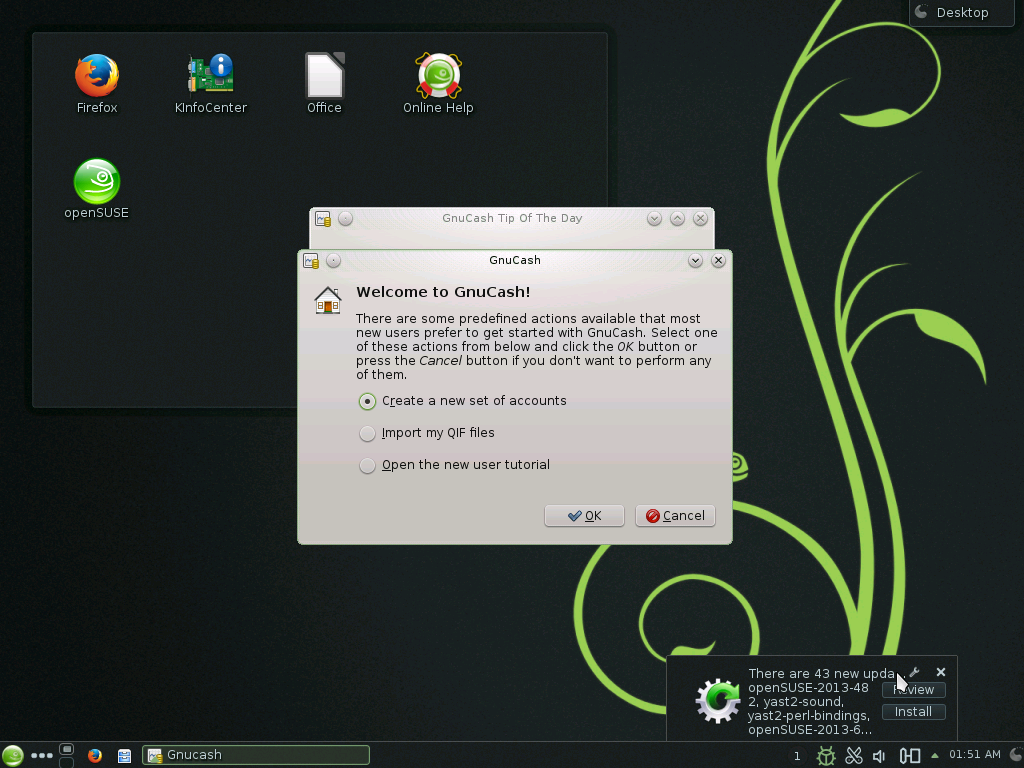 Desktop
Firefox
KInfoCenter
Office
Online Help
openSUSE
GnuCash Tip Of The Day
GnuCash
Welcome to GnuCash!
There are some predefined actions available that most
new users prefer to get started with GnuCash. Select one
of these actions from below and click the OK button or
press the Cancel button if you don't want to perform any
of them.
Create a new set of accounts
Import my QIF files
Open the new user tutorial
OK
Cancel
There are 43 new upda...
openSUSE-2013-48
2, yast2-sound,
yast2-perl-bindings,
openSUSE-2013-6...
Review
Install
Gnucash
1
01:51 AM